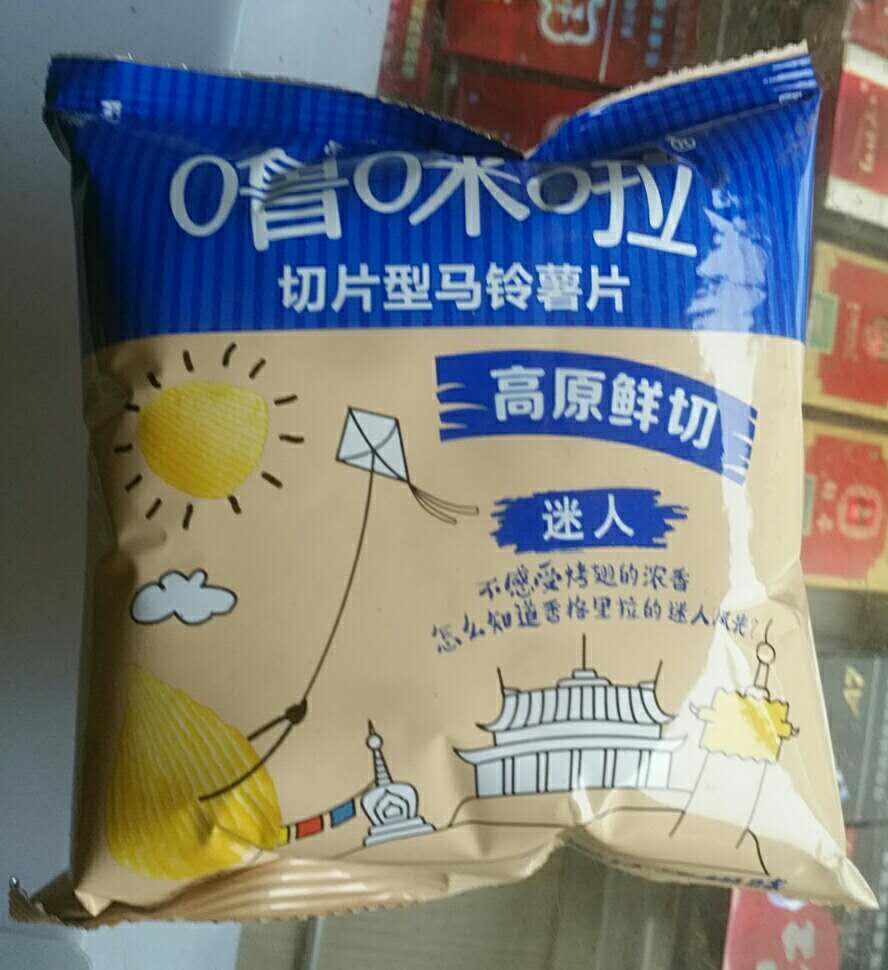 噜咪啦
切片型马铃薯片
高原鲜切
迷人
不感受烤翅的浓香
怎么知道香格里拉的迷人风光?